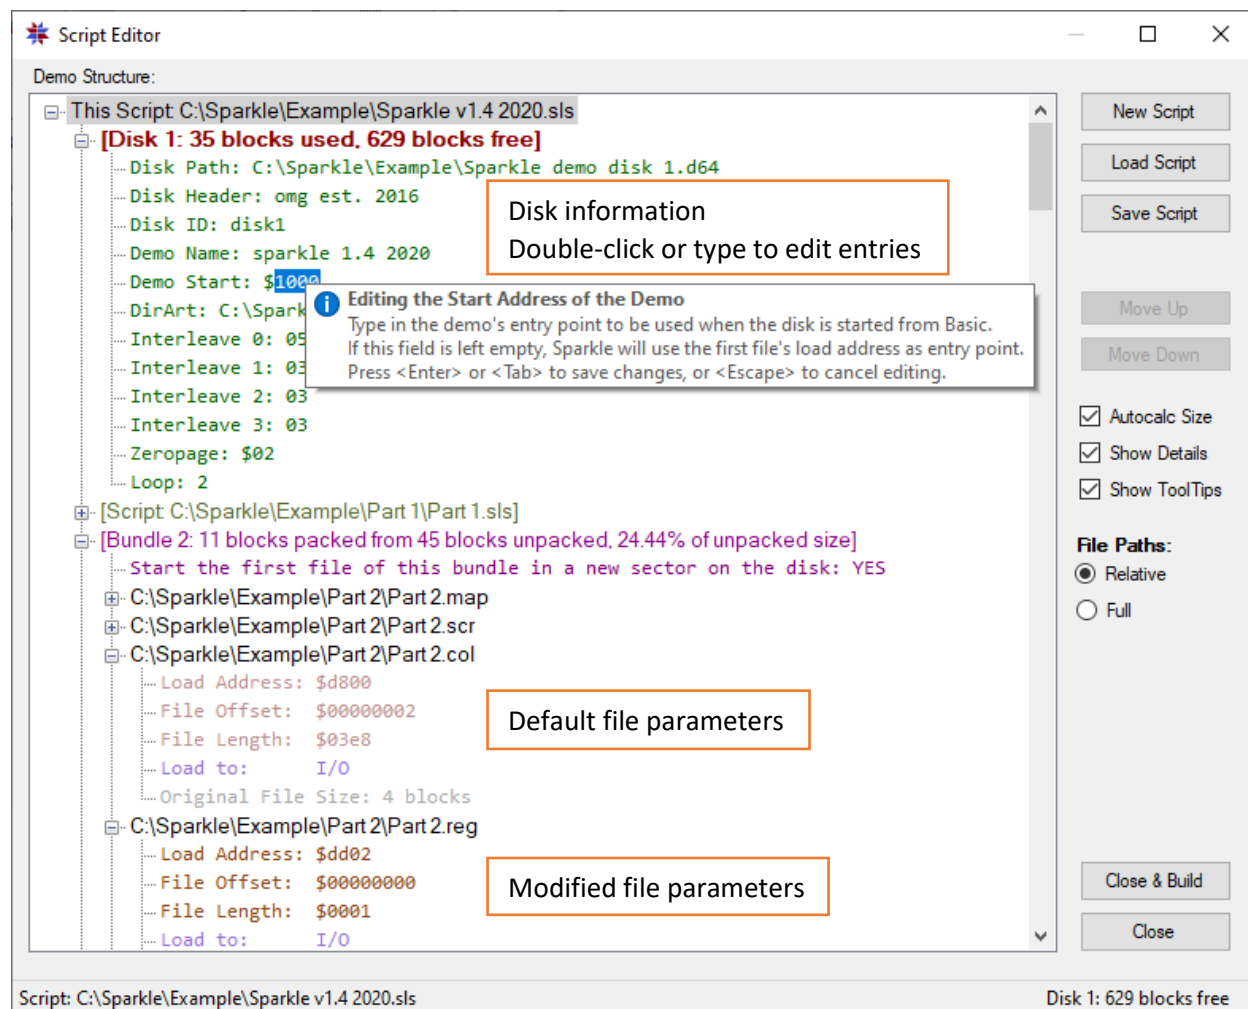 Script Editor
Demo Structure:
This Script: C:\Sparkle\Example\Sparkle v1.4 2020.sls
[Disk 1: 35 blocks used, 629 blocks free]
Disk Path: C:\Sparkle\Example\Sparkle demo disk 1.d64
Disk Header: omg est. 2016
Disk ID: disk1
Demo Name: sparkle 1.4 2020
Demo Start: $1000
DirArt: C:\Spark
Interleave 0: 05
Interleave 1: 03
Interleave 2: 03
Interleave 3: 03
Zeropage: $02
Loop: 2
Disk information
Double-click or type to edit entries
Editing the Start Address of the Demo
Type in the demo's entry point to be used when the disk is started from Basic.
If this field is left empty, Sparkle will use the first file's load address as entry point.
Press <Enter> or <Tab> to save changes, or <Escape> to cancel editing.
[Script: C:\Sparkle\Example\Part 1\Part 1.sls]
[Bundle 2: 11 blocks packed from 45 blocks unpacked, 24.44% of unpacked size]
Start the first file of this bundle in a new sector on the disk: YES
C:\Sparkle\Example\Part 2\Part 2.map
C:\Sparkle\Example\Part 2\Part 2.scr
C:\Sparkle\Example\Part 2\Part 2.col
Load Address: $d800
File Offset: $00000002
File Length: $03e8
Load to: I/O
Original File Size: 4 blocks
Default file parameters
C:\Sparkle\Example\Part 2\Part 2.reg
Load Address: $dd02
File Offset: $00000000
File Length: $0001
Load to: I/O
Modified file parameters
New Script
Load Script
Save Script
Move Up
Move Down
Autocalc Size
Show Details
Show ToolTips
File Paths:
Relative
Full
Close & Build
Close
Script: C:\Sparkle\Example\Sparkle v1.4 2020.sls
Disk 1: 629 blocks free